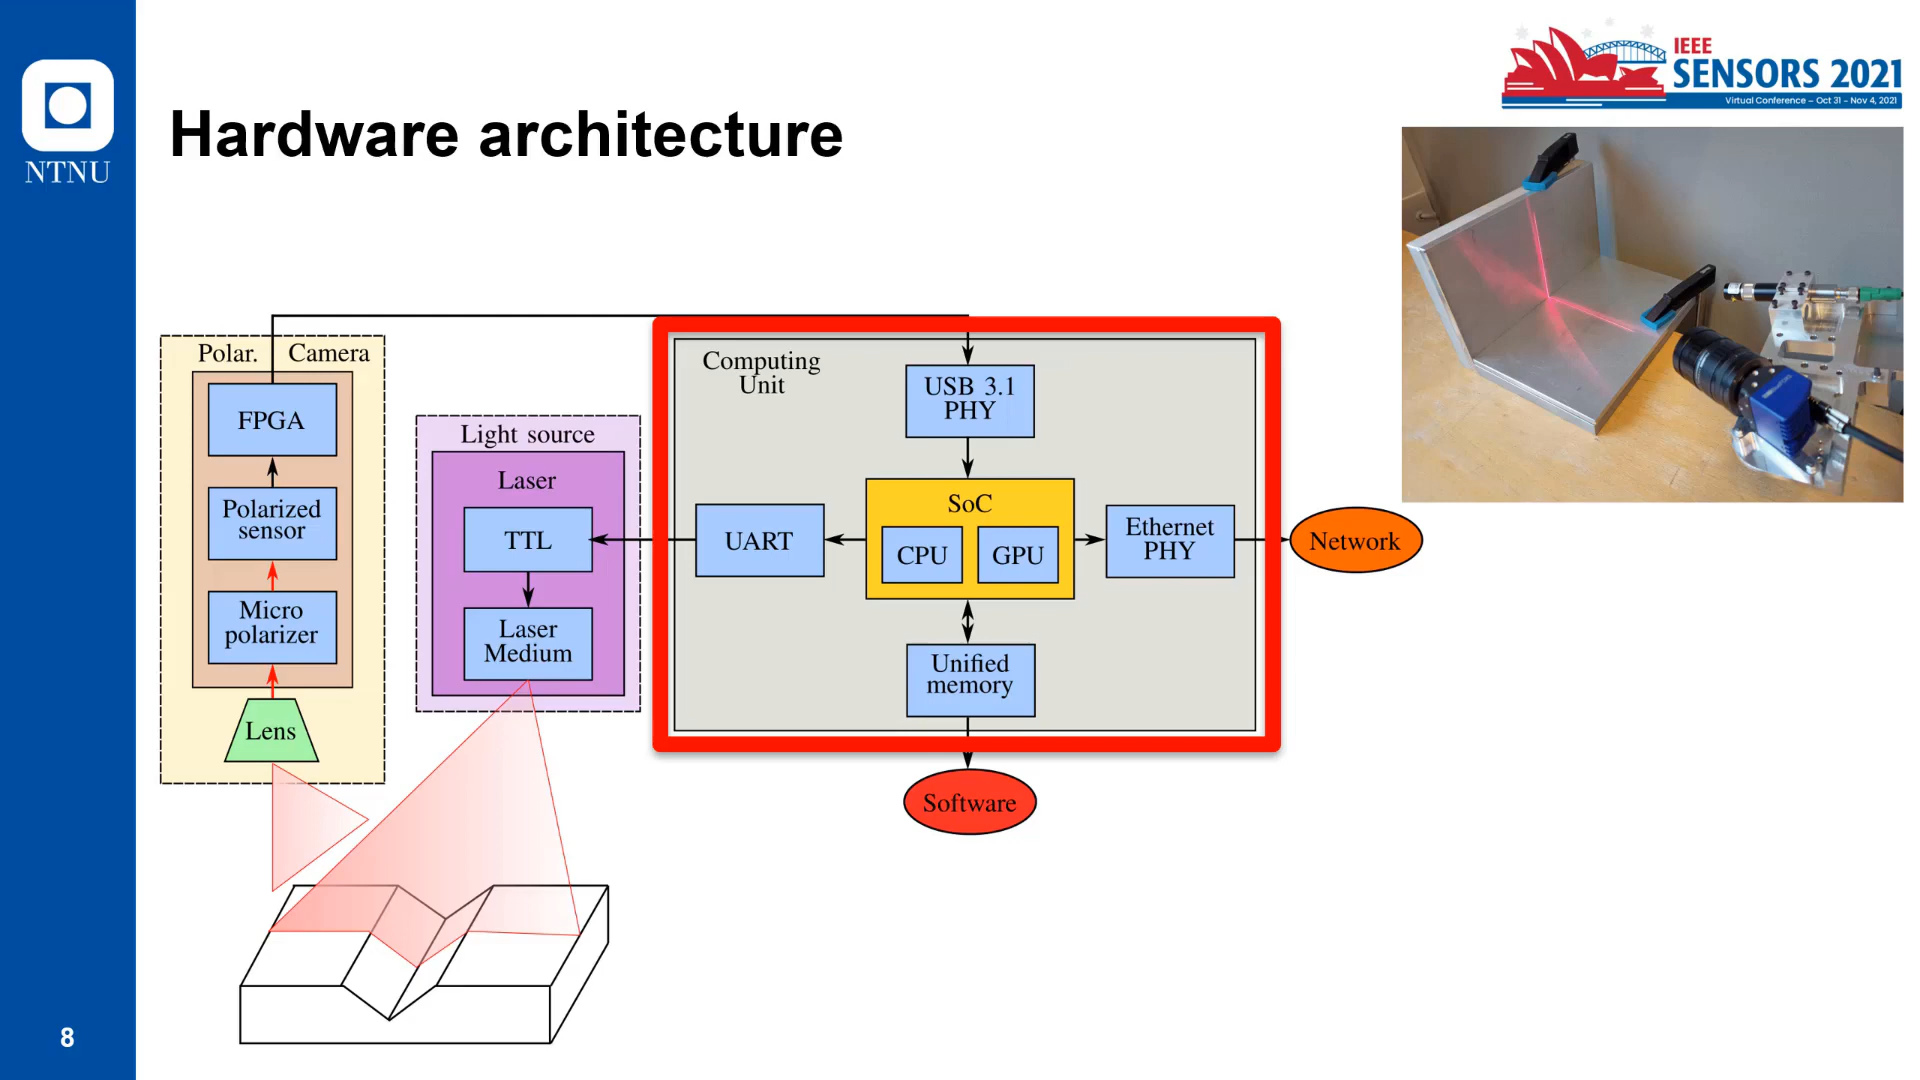 NTNU
IEEE
SENSORS 2021
Virtual Conference – Oct 31 – Nov 4, 2021
Hardware architecture
Polar. Camera
FPGA
Polarized
sensor
Micro
polarizer
Lens
Light source
Laser
TTL
Laser
Medium
Computing
Unit
USB 3.1
PHY
UART
SoC
CPU
GPU
Ethernet
PHY
Unified
memory
Network
Software
8